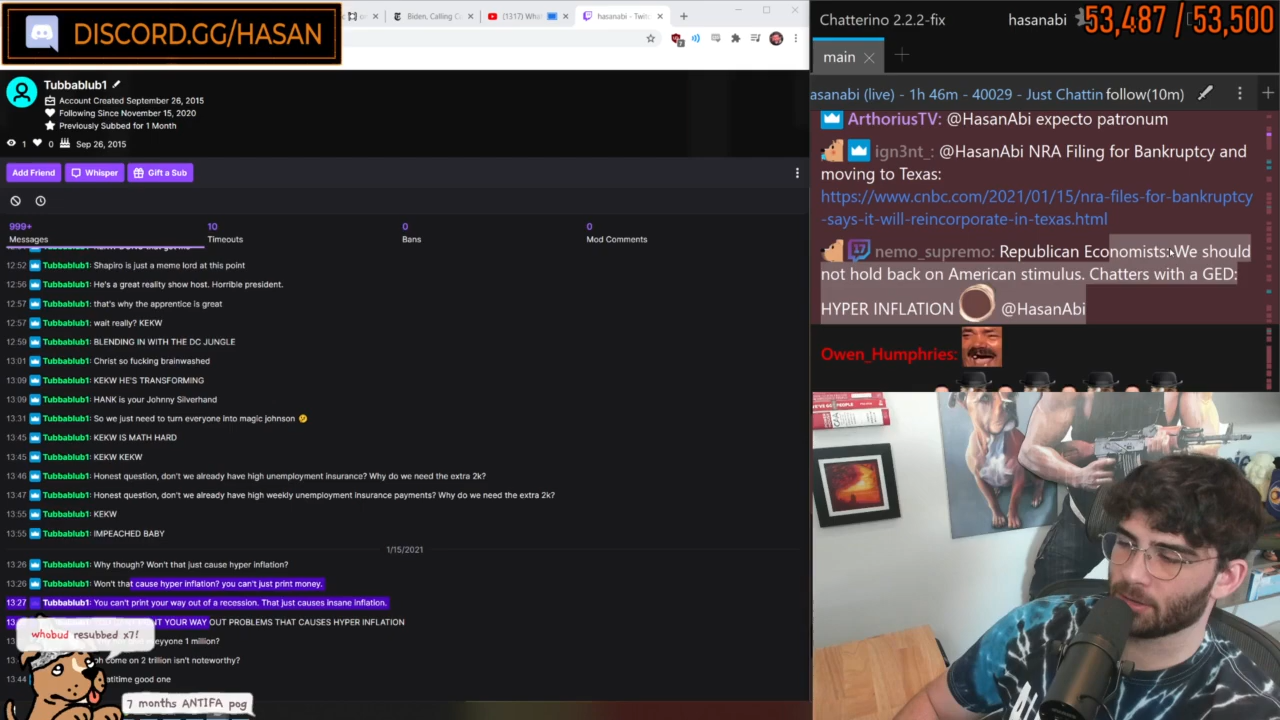 DISCORD.GG/HASAN
Biden, Calling C
(1317) Wha
hasanabi - Twit
Tubbablub1
Account Created September 26, 2015
Following Since November 15, 2020
Previously Subbed for 1 Month
1 0 Sep 26, 2015
Add Friend Whisper Gift a Sub
999+ 10 0 0
Messages Timeouts Bans Mod Comments
12:52 Tubbablub1: Shapiro is just a meme lord at this point
12:56 Tubbablub1: He's a great reality show host. Horrible president.
12:57 Tubbablub1: that's why the apprentice is great
12:57 Tubbablub1: wait really? KEKW
12:59 Tubbablub1: BLENDING IN WITH THE DC JUNGLE
13:01 Tubbablub1: Christ so fucking brainwashed
13:09 Tubbablub1: KEKW HE'S TRANSFORMING
13:09 Tubbablub1: HANK is your Johnny Silverhand
13:31 Tubbablub1: So we just need to turn everyone into magic johnson 🤣
13:45 Tubbablub1: KEKW IS MATH HARD
13:45 Tubbablub1: KEKW KEKW
13:46 Tubbablub1: Honest question, don't we already have high unemployment insurance? Why do we need the extra 2k?
13:47 Tubbablub1: Honest question, don't we already have high weekly unemployment insurance payments? Why do we need the extra 2k?
13:55 Tubbablub1: KEKW
13:55 Tubbablub1: IMPEACHED BABY
1/15/2021
13:26 Tubbablub1: Why though? Won't that just cause hyper inflation?
13:26 Tubbablub1: Won't that cause hyper inflation? you can't just print money.
13:27 Tubbablub1: You can't print your way out of a recession. That just causes insane inflation.
YOUR WAY OUT PROBLEMS THAT CAUSES HYPER INFLATION
1 million?
come on 2 trillion isn't noteworthy?
13:44 atitime good one
whobud resubbed x7!
7 months ANTIFA pog
Chatterino 2.2.2-fix hasanabi
53,487 / 53,500
main
asanabi (live) - 1h 46m - 40029 - Just Chattin follow(10m)
ArthoriusTV: @HasanAbi expecto patronum
ign3nt_: @HasanAbi NRA Filing for Bankruptcy and
moving to Texas:
https://www.cnbc.com/2021/01/15/nra-files-for-bankruptcy
-says-it-will-reincorporate-in-texas.html
nemo_supremo: Republican Economists: We should
not hold back on American stimulus. Chatters with a GED:
HYPER INFLATION @HasanAbi
Owen_Humphries: